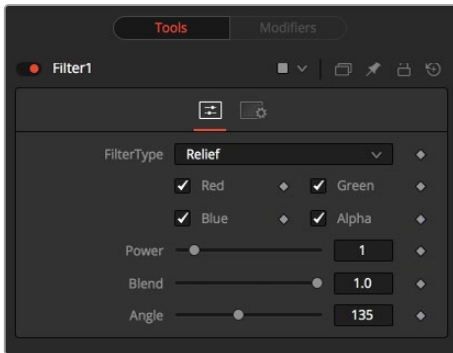 Tools Modifiers
Filter1
FilterType Relief
Red Green
Blue Alpha
Power 1
Blend 1.0
Angle 135